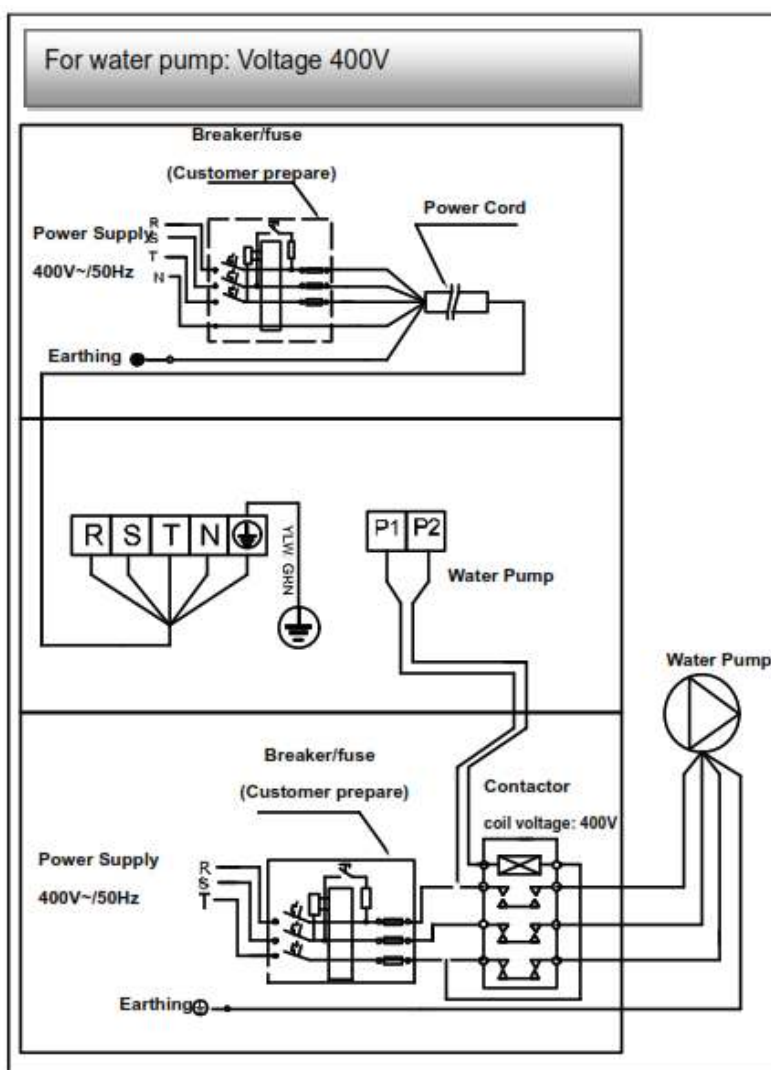 For water pump: Voltage 400V
Breaker/fuse
(Customer prepare)
Power Cord
R
Power Supply S
T
400V~/50Hz N
Earthing
R S T N
YLW GHN
P1 P2
Water Pump
Water Pump
Breaker/fuse
(Customer prepare)
Contactor
coil voltage: 400V
Power Supply R
S
400V~/50Hz T
Earthing